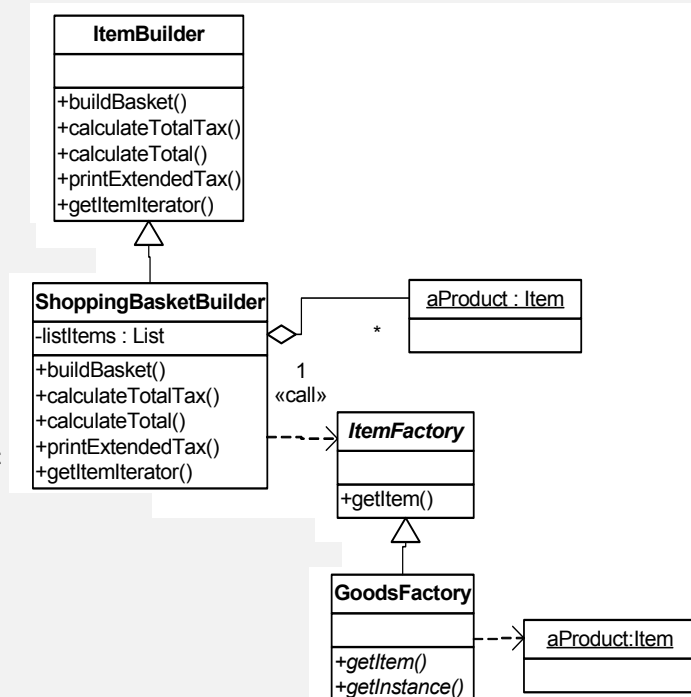 ItemBuilder
+buildBasket()
+calculateTotalTax()
+calculateTotal()
+printExtendedTax()
+getItemIterator()
ShoppingBasketBuilder
-listItems : List
+buildBasket()
+calculateTotalTax()
+calculateTotal()
+printExtendedTax()
+getItemIterator()
aProduct : Item
*
1
«call»
ItemFactory
+getItem()
GoodsFactory
+getItem()
+getInstance()
aProduct:Item